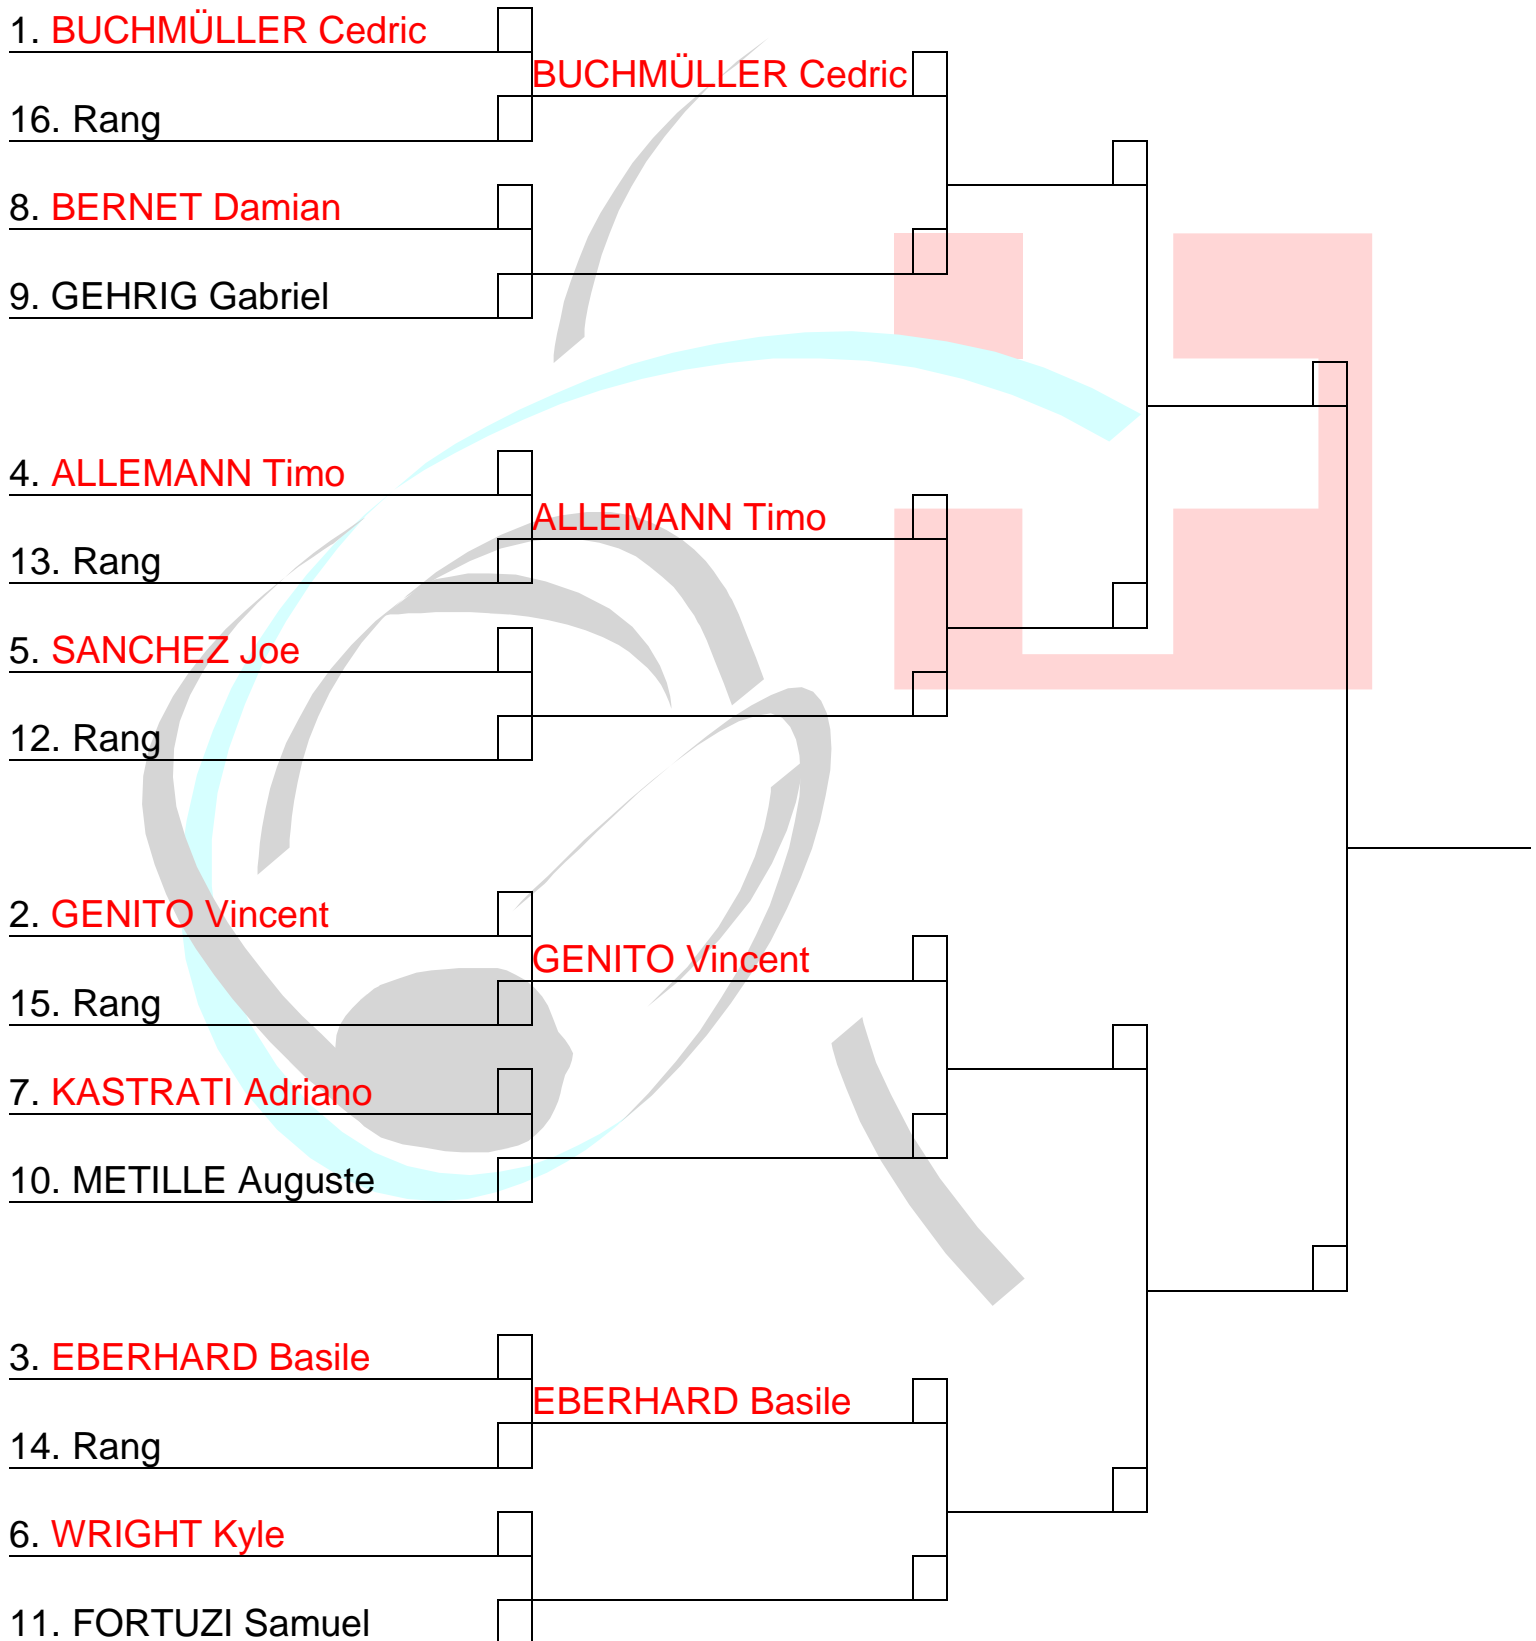 1. BUCHMÜLLER Cedric
BUCHMÜLLER Cedric
16. Rang
8. BERNET Damian
9. GEHRIG Gabriel
4. ALLEMANN Timo
ALLEMANN Timo
13. Rang
5. SANCHEZ Joe
12. Rang
2. GENITO Vincent
GENITO Vincent
15. Rang
7. KASTRATI Adriano
10. METILLE Auguste
3. EBERHARD Basile
EBERHARD Basile
14. Rang
6. WRIGHT Kyle
11. FORTUZI Samuel